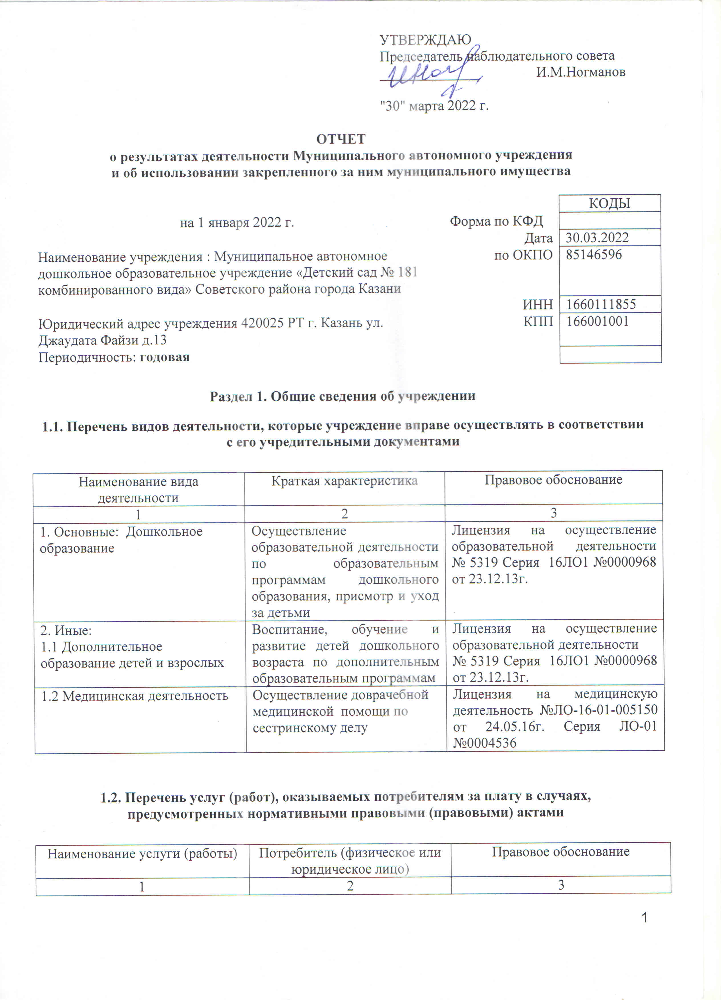 УТВЕРЖДАЮ
Председатель наблюдательного совета
И.М.Ногманов
"30" марта 2022 г.
ОТЧЕТ
о результатах деятельности Муниципального автономного учреждения
и об использовании закрепленного за ним муниципального имущества
КОДЫ
на 1 января 2022 г. Форма по КФД
Дата 30.03.2022
Наименование учреждения : Муниципальное автономное по ОКПО 85146596
дошкольное образовательное учреждение «Детский сад № 181
комбинированного вида» Советского района города Казани
ИНН 1660111855
Юридический адрес учреждения 420025 РТ г. Казань ул. КПП 166001001
Джаудата Файзи д.13
Периодичность: годовая
Раздел 1. Общие сведения об учреждении
1.1. Перечень видов деятельности, которые учреждение вправе осуществлять в соответствии
с его учредительными документами
Наименование вида
деятельности
Краткая характеристика
Правовое обоснование
1
2
3
1. Основные: Дошкольное
образование
Осуществление
образовательной деятельности
по образовательным
программам дошкольного
образования, присмотр и уход
за детьми
Лицензия на осуществление
образовательной деятельности
№ 5319 Серия 16ЛО1 №0000968
от 23.12.13г.
2. Иные:
1.1 Дополнительное
образование детей и взрослых
Воспитание, обучение и
развитие детей дошкольного
возраста по дополнительным
образовательным программам
Лицензия на осуществление
образовательной деятельности
№ 5319 Серия 16ЛО1 №0000968
от 23.12.13г.
1.2 Медицинская деятельность
Осуществление доврачебной
медицинской помощи по
сестринскому делу
Лицензия на медицинскую
деятельность №ЛО-16-01-005150
от 24.05.16г. Серия ЛО-01
№0004536
1.2. Перечень услуг (работ), оказываемых потребителям за плату в случаях,
предусмотренных нормативными правовыми (правовыми) актами
Наименование услуги (работы)
Потребитель (физическое или
юридическое лицо)
Правовое обоснование
1
2
3
1